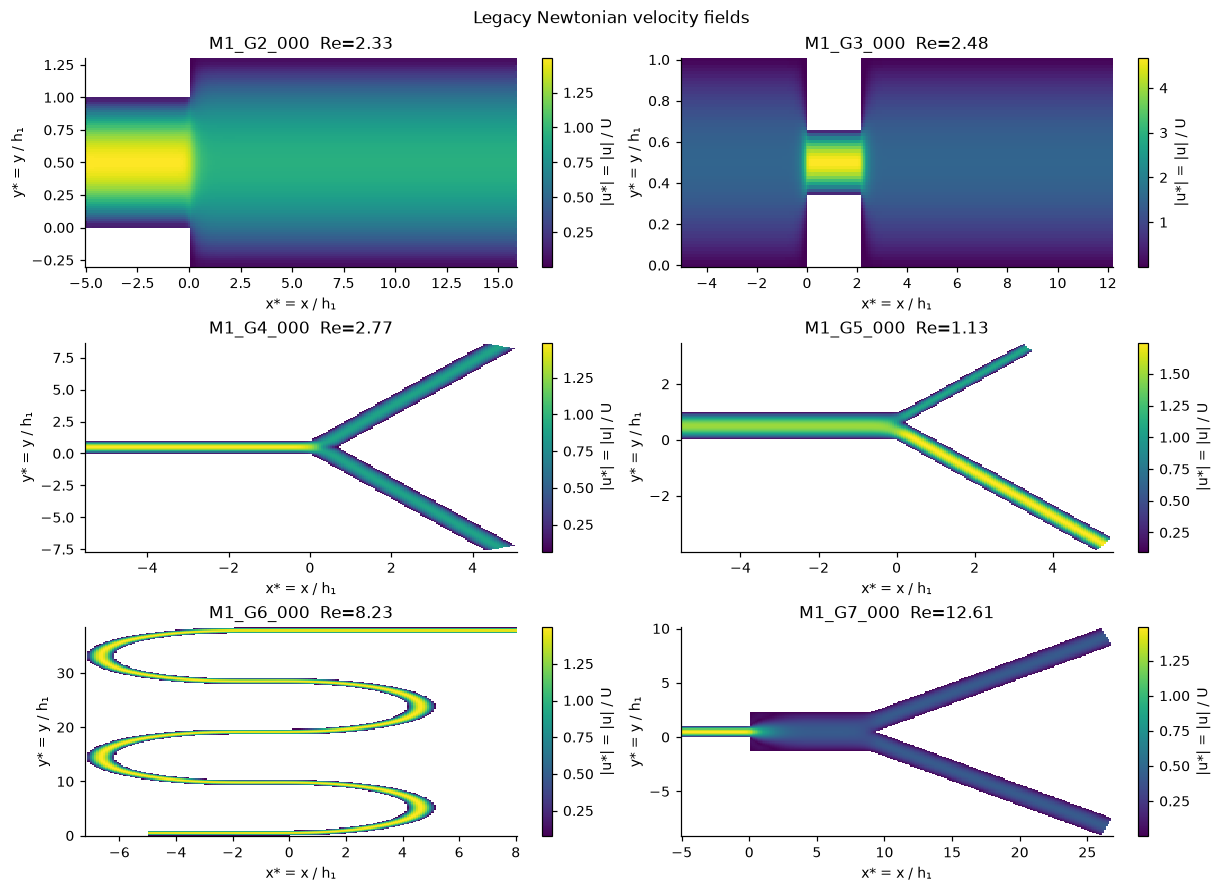 Legacy Newtonian velocity fields
M1_G2_000 Re=2.33
1.25
1.00
0.75
0.50
0.25
0.00
−0.25
y* = y / h₁
−5.0 −2.5 0.0 2.5 5.0 7.5 10.0 12.5 15.0
x* = x / h₁
1.25
1.00
0.75
0.50
0.25
|u*| = |u| / U
M1_G3_000 Re=2.48
1.0
0.8
0.6
0.4
0.2
0.0
y* = y / h₁
−4 −2 0 2 4 6 8 10 12
x* = x / h₁
4
3
2
1
|u*| = |u| / U
M1_G4_000 Re=2.77
7.5
5.0
2.5
0.0
−2.5
−5.0
−7.5
y* = y / h₁
−4 −2 0 2 4
x* = x / h₁
1.25
1.00
0.75
0.50
0.25
|u*| = |u| / U
M1_G5_000 Re=1.13
2
0
−2
y* = y / h₁
−4 −2 0 2 4
x* = x / h₁
1.50
1.25
1.00
0.75
0.50
0.25
|u*| = |u| / U
M1_G6_000 Re=8.23
30
20
10
0
y* = y / h₁
−6 −4 −2 0 2 4 6 8
x* = x / h₁
1.25
1.00
0.75
0.50
0.25
|u*| = |u| / U
M1_G7_000 Re=12.61
10
5
0
−5
y* = y / h₁
−5 0 5 10 15 20 25
x* = x / h₁
1.25
1.00
0.75
0.50
0.25
|u*| = |u| / U